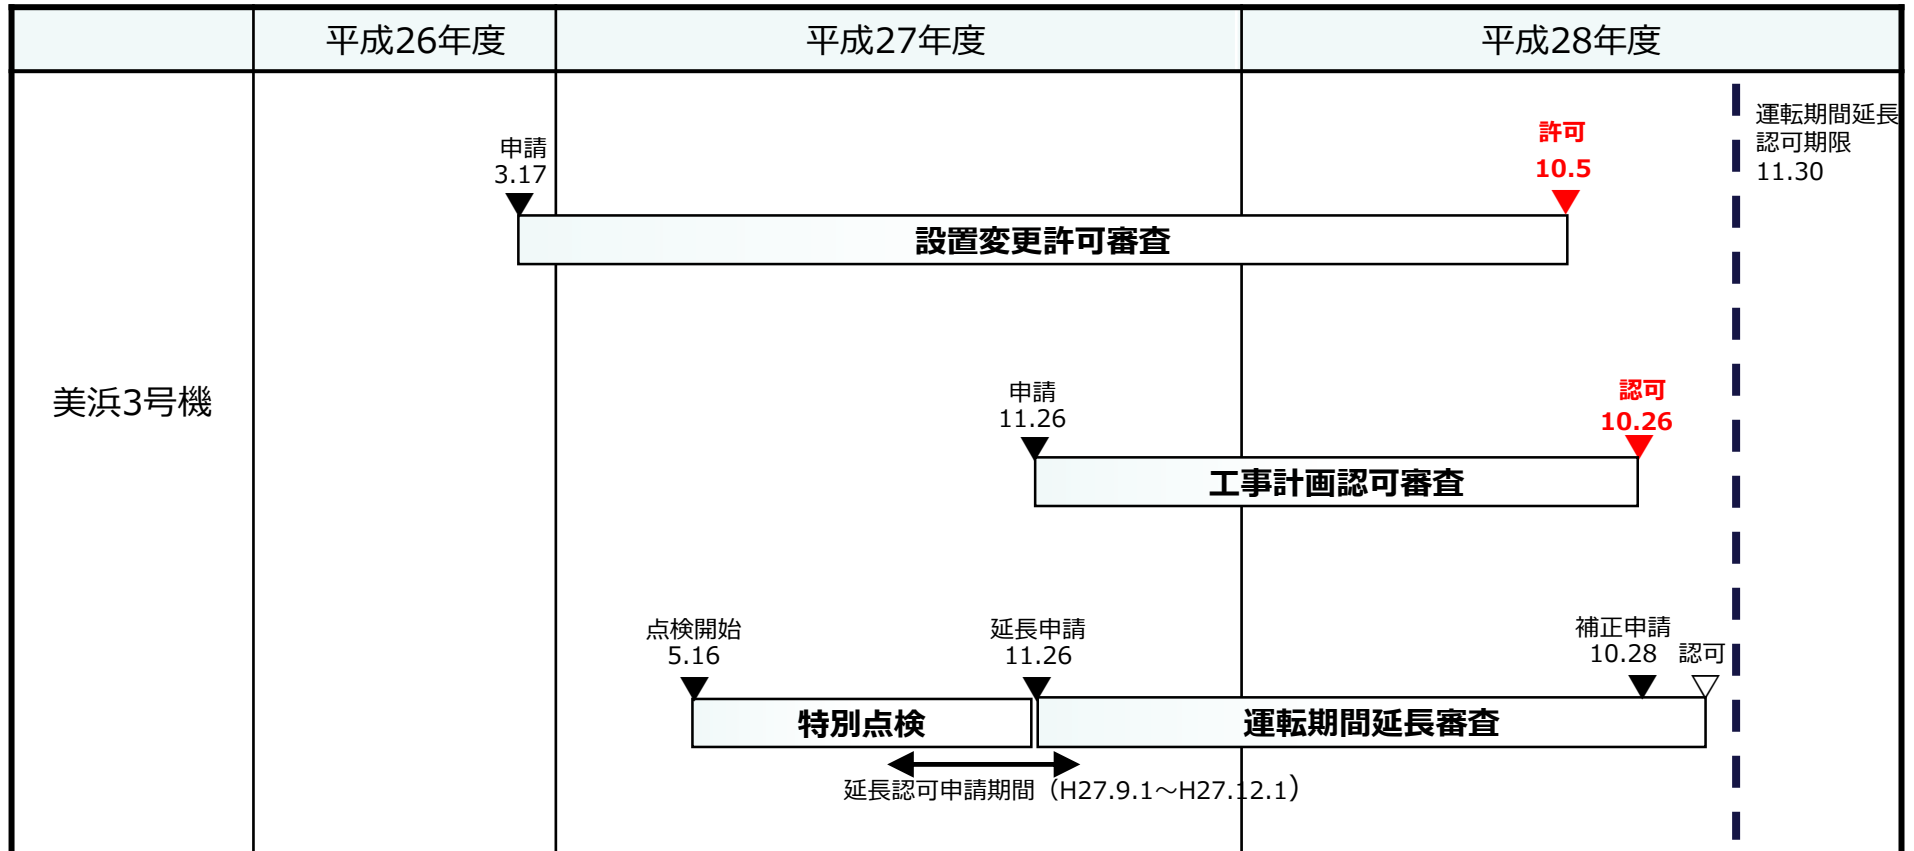 平成26年度
平成27年度
平成28年度
運転期間延長
認可期限
11.30
申請
3.17
許可
10.5
設置変更許可審査
美浜3号機
申請
11.26
認可
10.26
工事計画認可審査
点検開始
5.16
延長申請
11.26
補正申請
10.28
認可
特別点検
運転期間延長審査
延長認可申請期間（H27.9.1～H27.12.1）